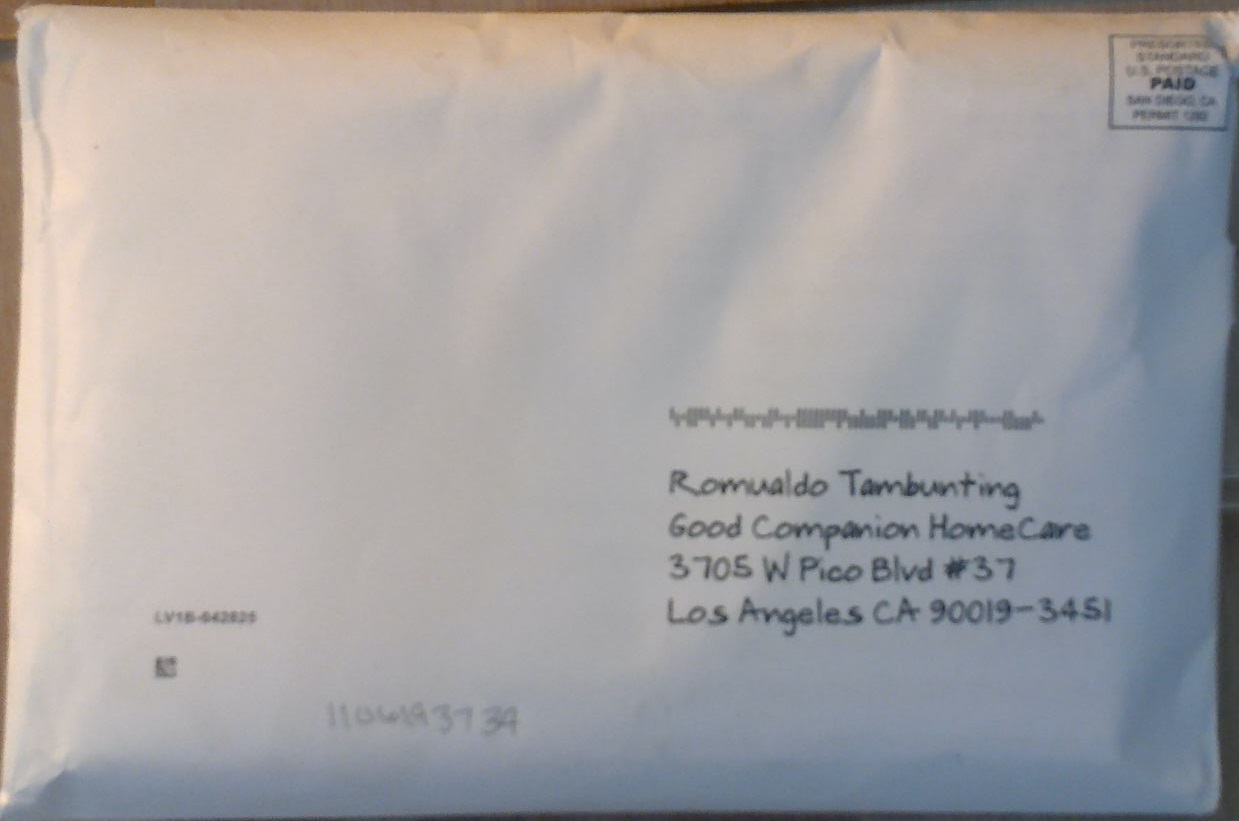 PRESORTED
STANDARD
U.S. POSTAGE
PAID
SAN DIEGO, CA
PERMIT
Romualdo Tambunting
Good Companion HomeCare
3705 W Pico Blvd #37
Los Angeles CA 90019-3451